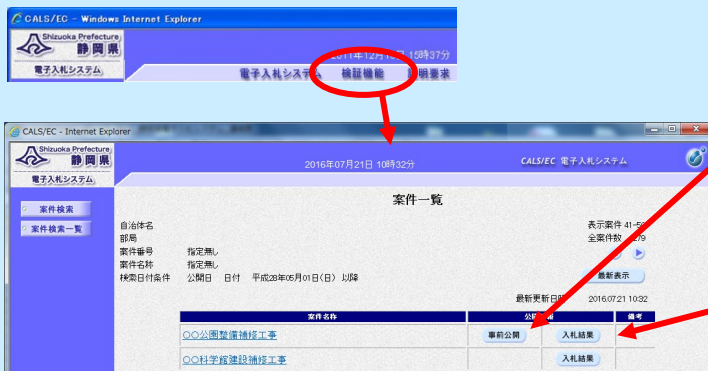 CALS/EC - Windows Internet Explorer
Shizuoka Prefecture
静岡県
電子入札システム
2011年12月 日 15時37分
電子入札システム 検証機能 説明要求
CALS/EC - Internet Explorer
Shizuoka Prefecture
静岡県
電子入札システム
2016年07月21日 10時32分
CALS/EC 電子入札システム
案件検索
案件検索一覧
案件一覧
自治体名
部局
案件番号 指定無し
案件名称 指定無し
検索日付条件 公開日 日付 平成28年05月01日(日) 以降
表示案件 41-50
全案件数 279
最新表示
最新更新日時 2016.07.21 10:32
案件名称 備考
〇〇公園整備補修工事 事前公開 入札結果
〇〇科学館建設補修工事 入札結果